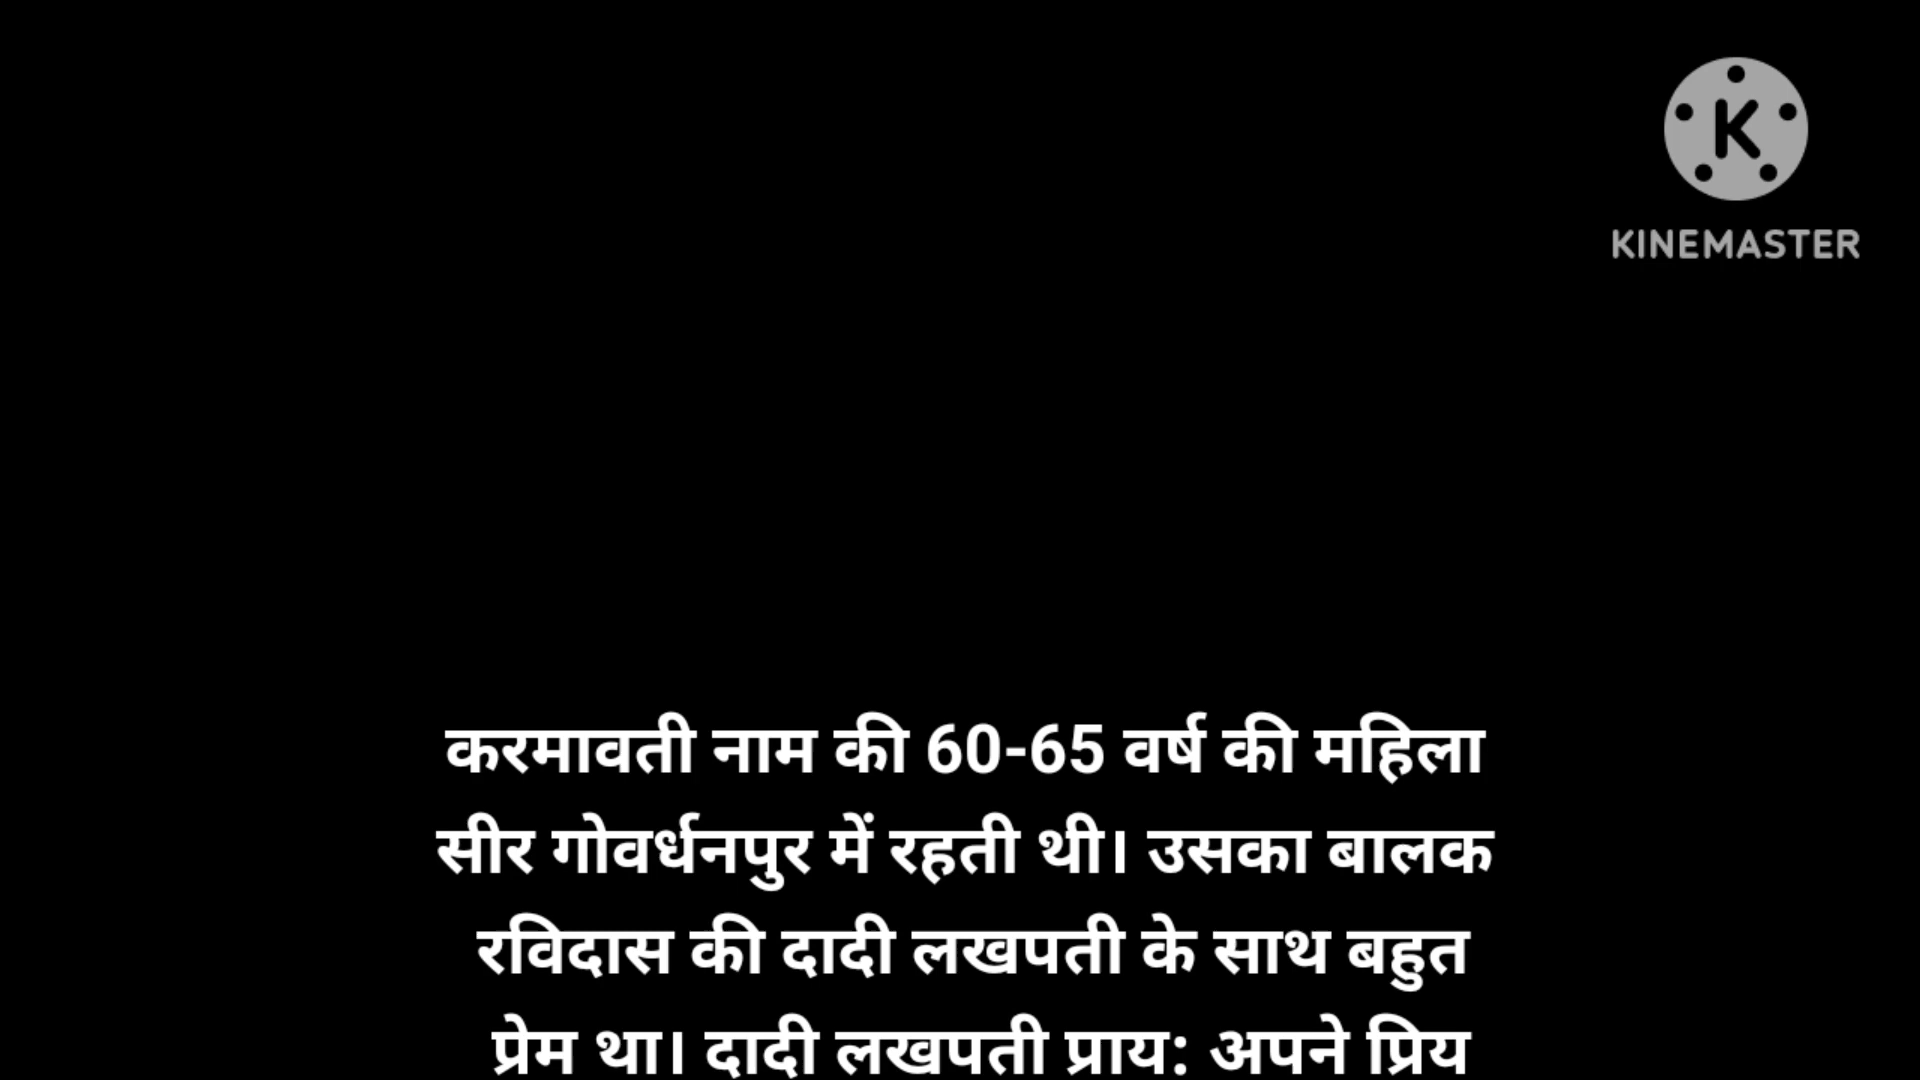 KINEMASTER
करमावती नाम की 60-65 वर्ष की महिला
सीर गोवर्धनपुर में रहती थी। उसका बालक
रविदास की दादी लखपती के साथ बहुत
प्रेम था। दादी लखपती प्राय: अपने प्रिय